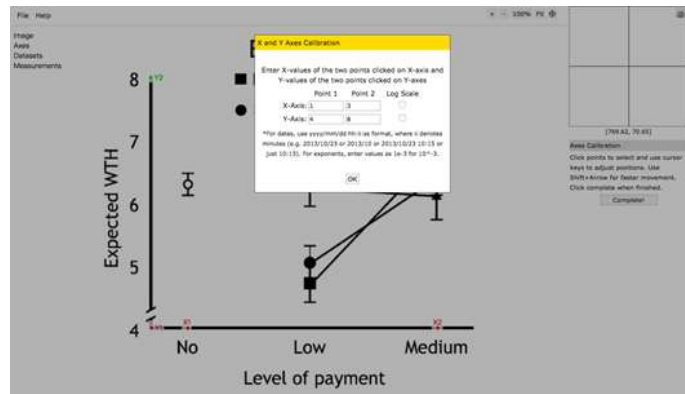 File Help
100% Fit
Image
Axes
Datasets
Measurements
X and Y Axes Calibration
Enter X-values of the two points clicked on X-axis and
Y-values of the two points clicked on Y-axes
Point 1 Point 2 Log Scale
X-Axis: 1 3
Y-Axis: 4 8
*For dates, use yyyy/mm/dd hh:ii as format, where ii denotes
minutes (e.g. 2013/10/23 or 2013/10 or 2013/10/23 10:15 or
just 10:15). For exponents, enter values as 1e-3 for 10^-3.
OK
[769.62, 70.65]
Axes Calibration
Click points to select and use cursor
keys to adjust positions. Use
Shift+Arrow for faster movement.
Click complete when finished.
Complete!
Y2
8
7
6
5
4
Expected WTH
X1
X2
No Low Medium
Level of payment